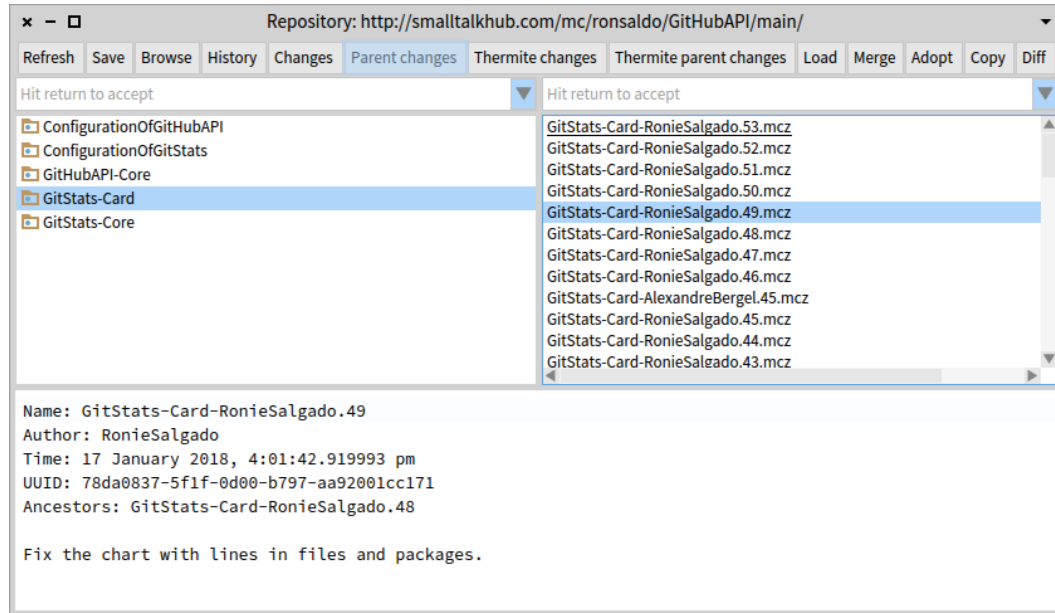 Repository: http://smalltalkhub.com/mc/ronsaldo/GitHubAPI/main/
Refresh Save Browse History Changes Parent changes Thermite changes Thermite parent changes Load Merge Adopt Copy Diff
Hit return to accept
Hit return to accept
ConfigurationOfGitHubAPI
ConfigurationOfGitStats
GitHubAPI-Core
GitStats-Card
GitStats-Core
GitStats-Card-RonieSalgado.53.mcz
GitStats-Card-RonieSalgado.52.mcz
GitStats-Card-RonieSalgado.51.mcz
GitStats-Card-RonieSalgado.50.mcz
GitStats-Card-RonieSalgado.49.mcz
GitStats-Card-RonieSalgado.48.mcz
GitStats-Card-RonieSalgado.47.mcz
GitStats-Card-RonieSalgado.46.mcz
GitStats-Card-AlexandreBergel.45.mcz
GitStats-Card-RonieSalgado.45.mcz
GitStats-Card-RonieSalgado.44.mcz
GitStats-Card-RonieSalgado.43.mcz
Name: GitStats-Card-RonieSalgado.49
Author: RonieSalgado
Time: 17 January 2018, 4:01:42.919993 pm
UUID: 78da0837-5f1f-0d00-b797-aa92001cc171
Ancestors: GitStats-Card-RonieSalgado.48
Fix the chart with lines in files and packages.